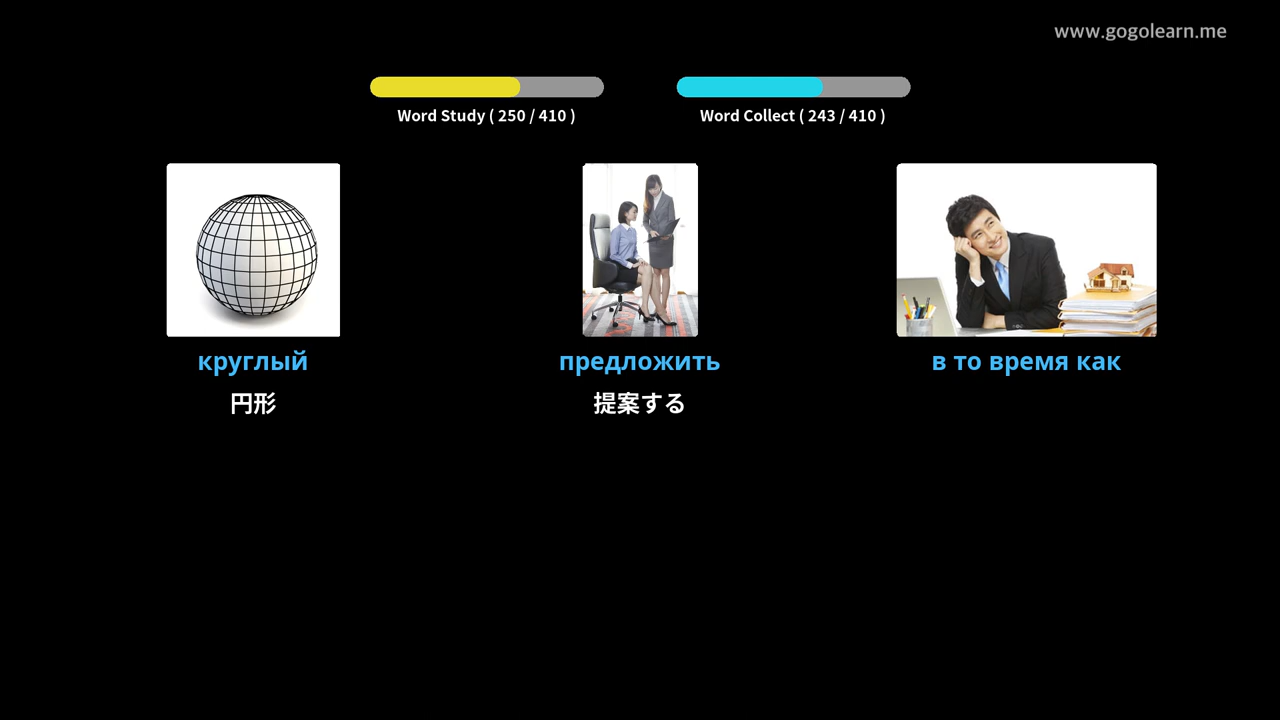 www.gogolearn.me
Word Study ( 250 / 410 )
Word Collect ( 243 / 410 )
круглый
円形
предложить
提案する
в то время как